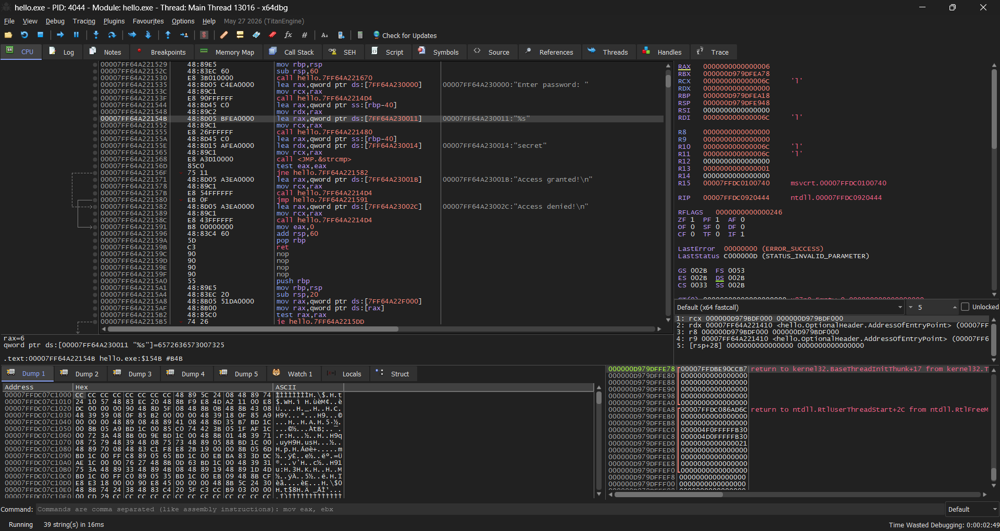 hello.exe - PID: 4044 - Module: hello.exe - Thread: Main Thread 13016 - x64dbg
File View Debug Tracing Plugins Favourites Options Help May 27 2026 (TitanEngine)
Check for Updates
CPU Log Notes Breakpoints Memory Map Call Stack SEH Script Symbols Source References Threads Handles Trace
00007FF64A221529 48:89E5 mov rbp,rsp
00007FF64A22152C 48:83EC 60 sub rsp,60
00007FF64A221530 E8 3B010000 call hello.7FF64A221670
00007FF64A221535 48:8D05 C4EA0000 lea rax,qword ptr ds:[7FF64A230000] 00007FF64A230000:"Enter password: "
00007FF64A22153C 48:89C1 mov rcx,rax
00007FF64A22153F E8 90FFFFFF call hello.7FF64A2214D4
00007FF64A221544 48:8D45 C0 lea rax,qword ptr ss:[rbp-40]
00007FF64A221548 48:89C2 mov rdx,rax
00007FF64A22154B 48:8D05 BFEA0000 lea rax,qword ptr ds:[7FF64A230011] 00007FF64A230011:"%s"
00007FF64A221552 48:89C1 mov rcx,rax
00007FF64A221555 E8 26FFFFFF call hello.7FF64A221480
00007FF64A22155A 48:8D45 C0 lea rax,qword ptr ss:[rbp-40]
00007FF64A22155E 48:8D15 AFEA0000 lea rdx,qword ptr ds:[7FF64A230014] 00007FF64A230014:"secret"
00007FF64A221565 48:89C1 mov rcx,rax
00007FF64A221568 E8 A3D10000 call <JMP.&strcmp>
00007FF64A22156D 85C0 test eax,eax
00007FF64A22156F 75 11 jne hello.7FF64A221582
00007FF64A221571 48:8D05 A3EA0000 lea rax,qword ptr ds:[7FF64A23001B] 00007FF64A23001B:"Access granted!\n"
00007FF64A221578 48:89C1 mov rcx,rax
00007FF64A22157B E8 54FFFFFF call hello.7FF64A2214D4
00007FF64A221580 EB 0F jmp hello.7FF64A221591
00007FF64A221582 48:8D05 A3EA0000 lea rax,qword ptr ds:[7FF64A23002C] 00007FF64A23002C:"Access denied!\n"
00007FF64A221589 48:89C1 mov rcx,rax
00007FF64A22158C E8 43FFFFFF call hello.7FF64A2214D4
00007FF64A221591 B8 00000000 mov eax,0
00007FF64A221596 48:83C4 60 add rsp,60
00007FF64A22159A 5D pop rbp
00007FF64A22159B C3 ret
00007FF64A22159C 90 nop
00007FF64A22159D 90 nop
00007FF64A22159E 90 nop
00007FF64A22159F 90 nop
00007FF64A2215A0 55 push rbp
00007FF64A2215A1 48:89E5 mov rbp,rsp
00007FF64A2215A4 48:83EC 20 sub rsp,20
00007FF64A2215A8 48:8B05 51DA0000 mov rax,qword ptr ds:[7FF64A22F000]
00007FF64A2215AF 48:8B00 mov rax,qword ptr ds:[rax]
00007FF64A2215B2 48:85C0 test rax,rax
00007FF64A2215B5 74 26 je hello.7FF64A2215DD
RAX 0000000000000006
RBX 000000D979DFEA78
RCX 000000000000006C 'l'
RDX 0000000000000000
RBP 000000D979DFEA18
RSP 000000D979DFE948
RSI 0000000000000000
RDI 000000000000006C 'l'
R8 0000000000000000
R9 0000000000000000
R10 000000000000006C 'l'
R11 000000000000006C 'l'
R12 0000000000000000
R13 0000000000000001
R14 0000000000000000
R15 00007FFDC0100740 msvcrt.00007FFDC0100740
RIP 00007FFDC0920444 ntdll.00007FFDC0920444
RFLAGS 0000000000000246
ZF 1 PF 1 AF 0
OF 0 SF 0 DF 0
CF 0 TF 0 IF 1
LastError 00000000 (ERROR_SUCCESS)
LastStatus C000000D (STATUS_INVALID_PARAMETER)
GS 002B FS 0053
ES 002B DS 002B
CS 0033 SS 002B
Default (x64 fastcall) 5 Unlocked
1: rcx 000000D979BDF000 000000D979BDF000
2: rdx 00007FF64A221410 <hello.OptionalHeader.AddressOfEntryPoint> (00007FF
3: r8 000000D979BDF000 000000D979BDF000
4: r9 00007FF64A221410 <hello.OptionalHeader.AddressOfEntryPoint> (00007FF6
5: [rsp+28] 0000000000000000 0000000000000000
rax=6
qword ptr ds:[00007FF64A230011 "%s"]=6572636573007325
.text:00007FF64A22154B hello.exe:$154B #B4B
Dump 1 Dump 2 Dump 3 Dump 4 Dump 5 Watch 1 Locals Struct
Address Hex ASCII
00007FFDC07C1000 CC CC CC CC CC CC CC CC 48 89 5C 24 08 48 89 74 ÌÌÌÌÌÌÌÌH.\$.H.t
00007FFDC07C1010 24 10 57 48 83 EC 20 48 8B F9 E8 4D A2 11 00 E8 $.WH.ì H.ùèM¢..è
00007FFDC07C1020 DC 00 00 00 90 48 8D 5F 08 48 8B 0B 48 8B 43 08 Ü....H._.H..H.C.
00007FFDC07C1030 48 39 59 08 0F 85 B2 00 00 00 48 39 18 0F 85 A9 H9Y...²...H9...©
00007FFDC07C1040 00 00 00 48 89 08 48 89 41 08 48 8D 35 B7 BD 1C ...H..H.A.H.5·½.
00007FFDC07C1050 00 8B 05 A9 BD 1C 00 85 C0 74 42 3B 05 1F AF 1C ...©½...ÀtB;..¯.
00007FFDC07C1060 00 72 3A 48 8B 0D 9E BD 1C 00 48 8B 01 48 39 71 .r:H...½..H..H9q
00007FFDC07C1070 08 75 79 48 39 48 08 75 73 48 89 05 88 BD 1C 00 .uyH9H.usH...½..
00007FFDC07C1080 48 89 70 08 48 83 C1 F8 E8 2B 19 00 00 8B 05 6D H.p.H.Áøè+.....m
00007FFDC07C1090 BD 1C 00 FF C8 89 05 65 BD 1C 00 EB BA 83 3D DC ½..ÿÈ..e½..ëº.=Ü
00007FFDC07C10A0 AE 1C 00 00 76 27 48 8B 0D 63 BD 1C 00 48 39 31 ®...v'H..c½..H91
00007FFDC07C10B0 75 3A 48 89 33 48 89 4B 08 48 89 19 48 89 1D 4D u:H.3H.K.H..H..M
00007FFDC07C10C0 BD 1C 00 FF C0 89 05 35 BD 1C 00 EB 09 48 8B CF ½..ÿÀ..5½..ë.H.Ï
00007FFDC07C10D0 E8 E3 18 00 00 90 E8 45 00 00 00 48 8B 5C 24 30 èã....èE...H.\$0
00007FFDC07C10E0 48 8B 74 24 38 48 83 C4 20 5F C3 CC B9 03 00 00 H.t$8H.Ä _ÃÌ¹...
00007FFDC07C10F0 00 CD 29 CC CC CC CC CC CC CC CC CC CC CC CC CC .Í)ÌÌÌÌÌÌÌÌÌÌÌÌÌ
000000D979DFFE78 00007FFDBE90CCB7 return to kernel32.BaseThreadInitThunk+17 from kernel32.T
000000D979DFFE80 0000000000000000
000000D979DFFE88 0000000000000000
000000D979DFFE90 0000000000000000
000000D979DFFE98 0000000000000000
000000D979DFFEA0 0000000000000000
000000D979DFFEA8 00007FFDC086AD6C return to ntdll.RtlUserThreadStart+2C from ntdll.RtlFreeM
000000D979DFFEB0 0000000000000000
000000D979DFFEB8 0000000000000000
000000D979DFFEC0 000004F0FFFFFB30
000000D979DFFEC8 000004D0FFFFFB30
000000D979DFFED0 0000000000000021
000000D979DFFED8 0000000000000000
000000D979DFFEE0 0000000000000000
000000D979DFFEE8 0000000000000000
000000D979DFFEF0 0000000000000000
000000D979DFFEF8 0000000000000000
000000D979DFFF00 0000000000000000
Command: Commands are comma separated (like assembly instructions): mov eax, ebx Default
Running 39 string(s) in 16ms Time Wasted Debugging: 0:00:02:49